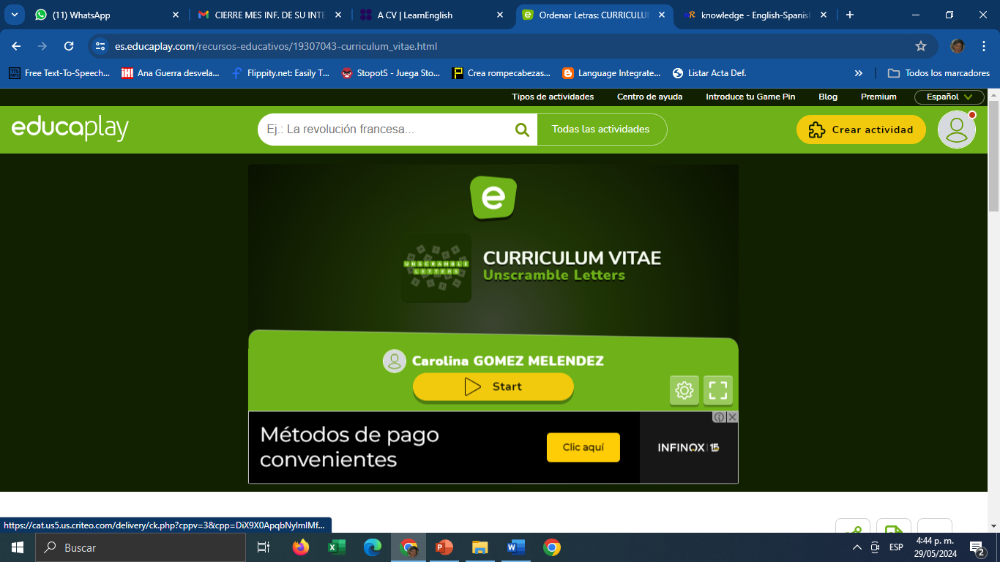 (11) WhatsApp
CIERRE MES INF. DE SU INTE
A CV | LearnEnglish
Ordenar Letras: CURRICULU
knowledge - English-Spanish
es.educaplay.com/recursos-educativos/19307043-curriculum_vitae.html
Free Text-To-Speech...
Ana Guerra desvela...
Flippity.net: Easily T...
StopotS - Juega Sto...
Crea rompecabezas...
Language Integrate...
Listar Acta Def.
Todos los marcadores
Tipos de actividades
Centro de ayuda
Introduce tu Game Pin
Blog
Premium
Español
educaplay
Ej.: La revolución francesa...
Todas las actividades
Crear actividad
e
UNSCRAMBLE
LETTERS
CURRICULUM VITAE
Unscramble Letters
Carolina GOMEZ MELENDEZ
Start
Métodos de pago
convenientes
Clic aquí
INFINOX 15
https://cat.us5.us.criteo.com/delivery/ck.php?cppv=3&cpp=DiX9X0ApqbNylmlMf...
Buscar
ESP
4:44 p. m.
29/05/2024
2